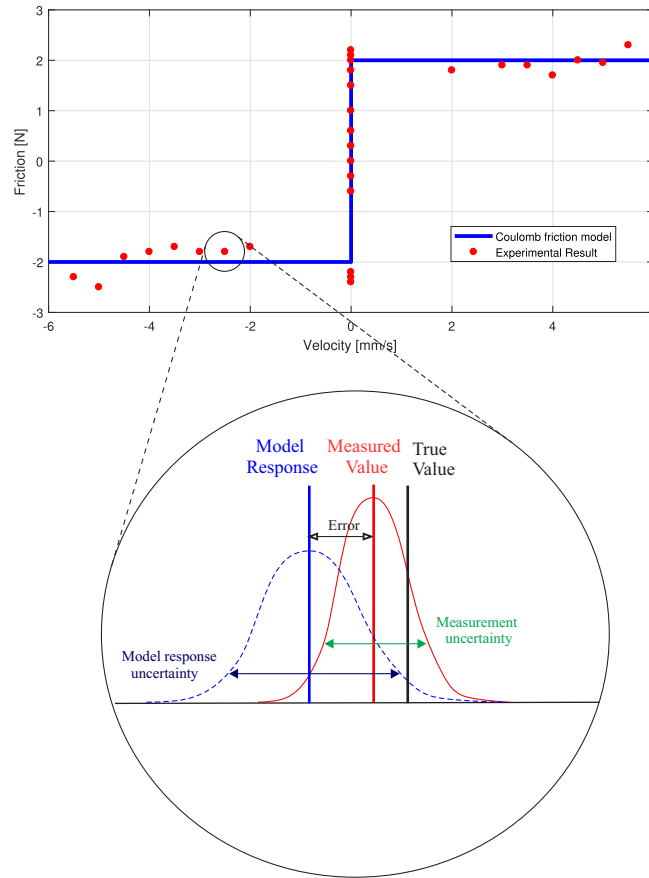 3
2
1
0
-1
-2
-3
Friction [N]
-6
-4
-2
0
2
4
Velocity [mm/s]
Coulomb friction model
Experimental Result
Model
Response
Measured
Value
True
Value
Error
Measurement
uncertainty
Model response
uncertainty